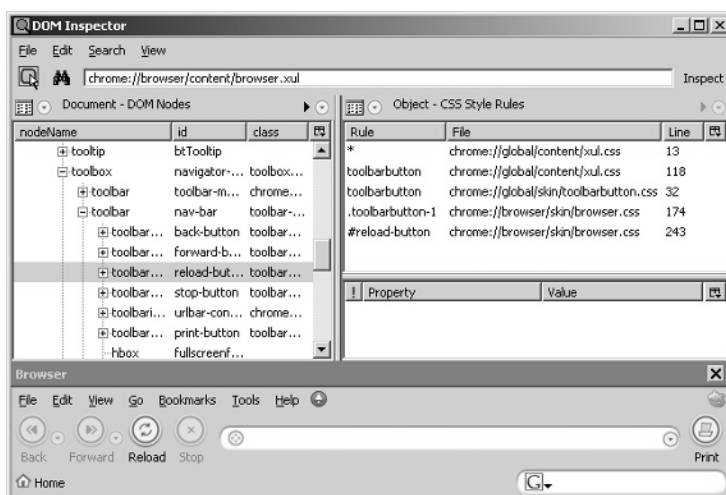 DOM Inspector
File Edit Search View
chrome://browser/content/browser.xul Inspect
Document - DOM Nodes
Object - CSS Style Rules
nodeName id class
Rule File Line
tooltip btTooltip
toolbox navigator-... toolbox...
toolbar toolbar-m... chrome...
toolbar nav-bar toolbar-...
toolbar... back-button toolbar...
toolbar... forward-b... toolbar...
toolbar... reload-but... toolbar...
toolbar... stop-button toolbar...
toolbari... urlbar-con... chrome...
toolbar... print-button toolbar...
hbox fullscreenf...
* chrome://global/content/xul.css 13
toolbarbutton chrome://global/content/xul.css 118
toolbarbutton chrome://global/skin/toolbarbutton.css 32
.toolbarbutton-1 chrome://browser/skin/browser.css 174
#reload-button chrome://browser/skin/browser.css 243
! Property Value
Browser
File Edit View Go Bookmarks Tools Help
Back Forward Reload Stop Print
Home G